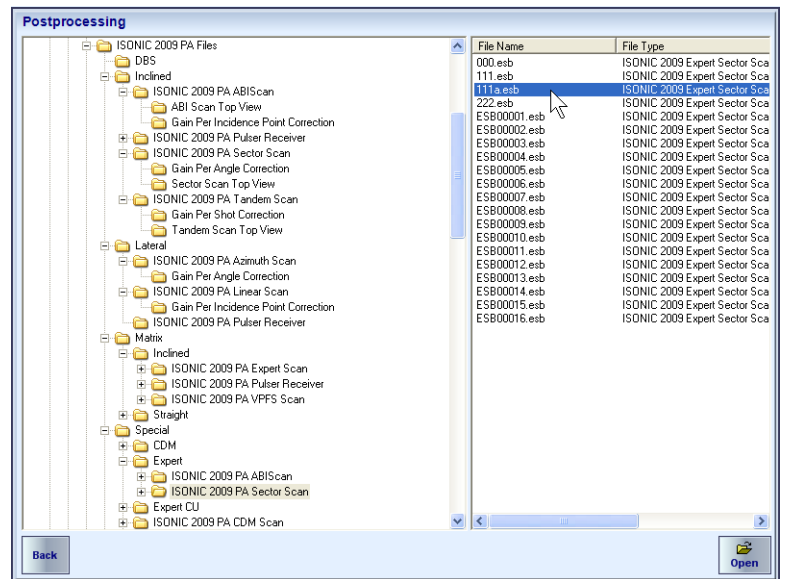 Postprocessing
ISONIC 2009 PA Files
DBS
Inclined
ISONIC 2009 PA ABIScan
ABI Scan Top View
Gain Per Incidence Point Correction
ISONIC 2009 PA Pulser Receiver
ISONIC 2009 PA Sector Scan
Gain Per Angle Correction
Sector Scan Top View
ISONIC 2009 PA Tandem Scan
Gain Per Shot Correction
Tandem Scan Top View
Lateral
ISONIC 2009 PA Azimuth Scan
Gain Per Angle Correction
ISONIC 2009 PA Linear Scan
Gain Per Incidence Point Correction
ISONIC 2009 PA Pulser Receiver
Matrix
Inclined
ISONIC 2009 PA Expert Scan
ISONIC 2009 PA Pulser Receiver
ISONIC 2009 PA VPFS Scan
Straight
Special
CDM
Expert
ISONIC 2009 PA ABIScan
ISONIC 2009 PA Sector Scan
Expert CU
ISONIC 2009 PA CDM Scan
File Name File Type
000.esb ISONIC 2009 Expert Sector Sca
111.esb ISONIC 2009 Expert Sector Sca
111a.esb ISONIC 2009 Expert Sector Sca
222.esb ISONIC 2009 Expert Sector Sca
ESB00001.esb ISONIC 2009 Expert Sector Sca
ESB00002.esb ISONIC 2009 Expert Sector Sca
ESB00003.esb ISONIC 2009 Expert Sector Sca
ESB00004.esb ISONIC 2009 Expert Sector Sca
ESB00005.esb ISONIC 2009 Expert Sector Sca
ESB00006.esb ISONIC 2009 Expert Sector Sca
ESB00007.esb ISONIC 2009 Expert Sector Sca
ESB00008.esb ISONIC 2009 Expert Sector Sca
ESB00009.esb ISONIC 2009 Expert Sector Sca
ESB00010.esb ISONIC 2009 Expert Sector Sca
ESB00011.esb ISONIC 2009 Expert Sector Sca
ESB00012.esb ISONIC 2009 Expert Sector Sca
ESB00013.esb ISONIC 2009 Expert Sector Sca
ESB00014.esb ISONIC 2009 Expert Sector Sca
ESB00015.esb ISONIC 2009 Expert Sector Sca
ESB00016.esb ISONIC 2009 Expert Sector Sca
Back
Open